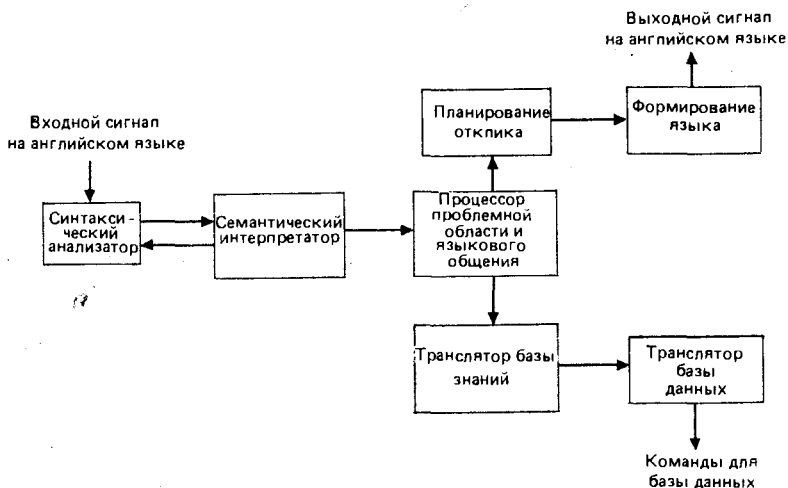 Выходной сигнал
на английском языке
Входной сигнал
на английском языке
Планирование
отклика
Формирование
языка
Синтакси-
ческий
анализатор
Семантический
интерпретатор
Процессор
проблемной
области и
языкового
общения
Транслятор базы
знаний
Транслятор
базы
данных
Команды для
базы данных